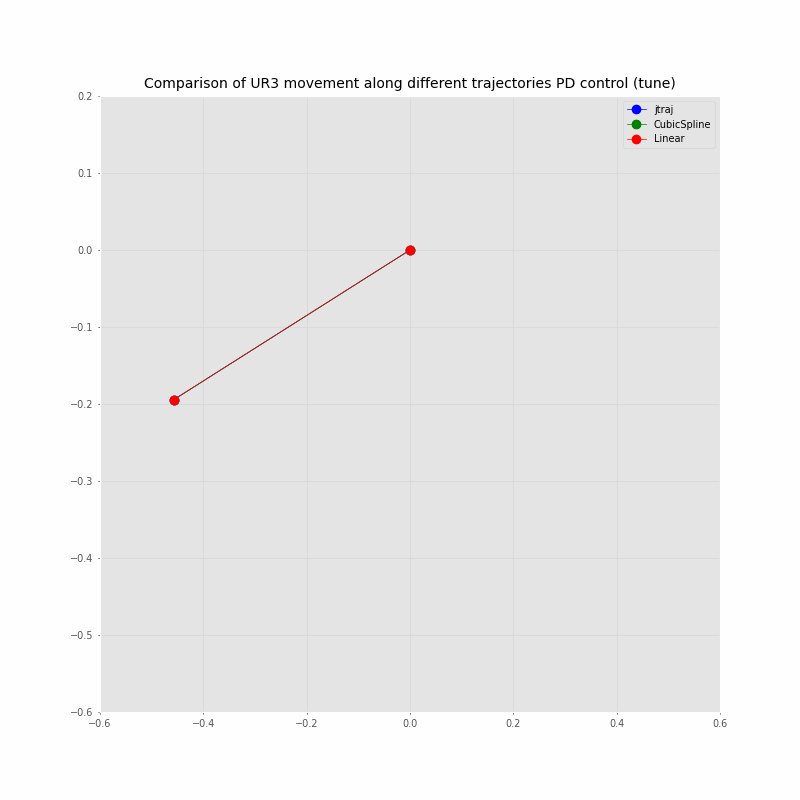 Comparison of UR3 movement along different trajectories PD control (tune)
jtraj
CubicSpline
Linear
0.2
0.1
0.0
−0.1
−0.2
−0.3
−0.4
−0.5
−0.6
−0.6 −0.4 −0.2 0.0 0.2 0.4 0.6